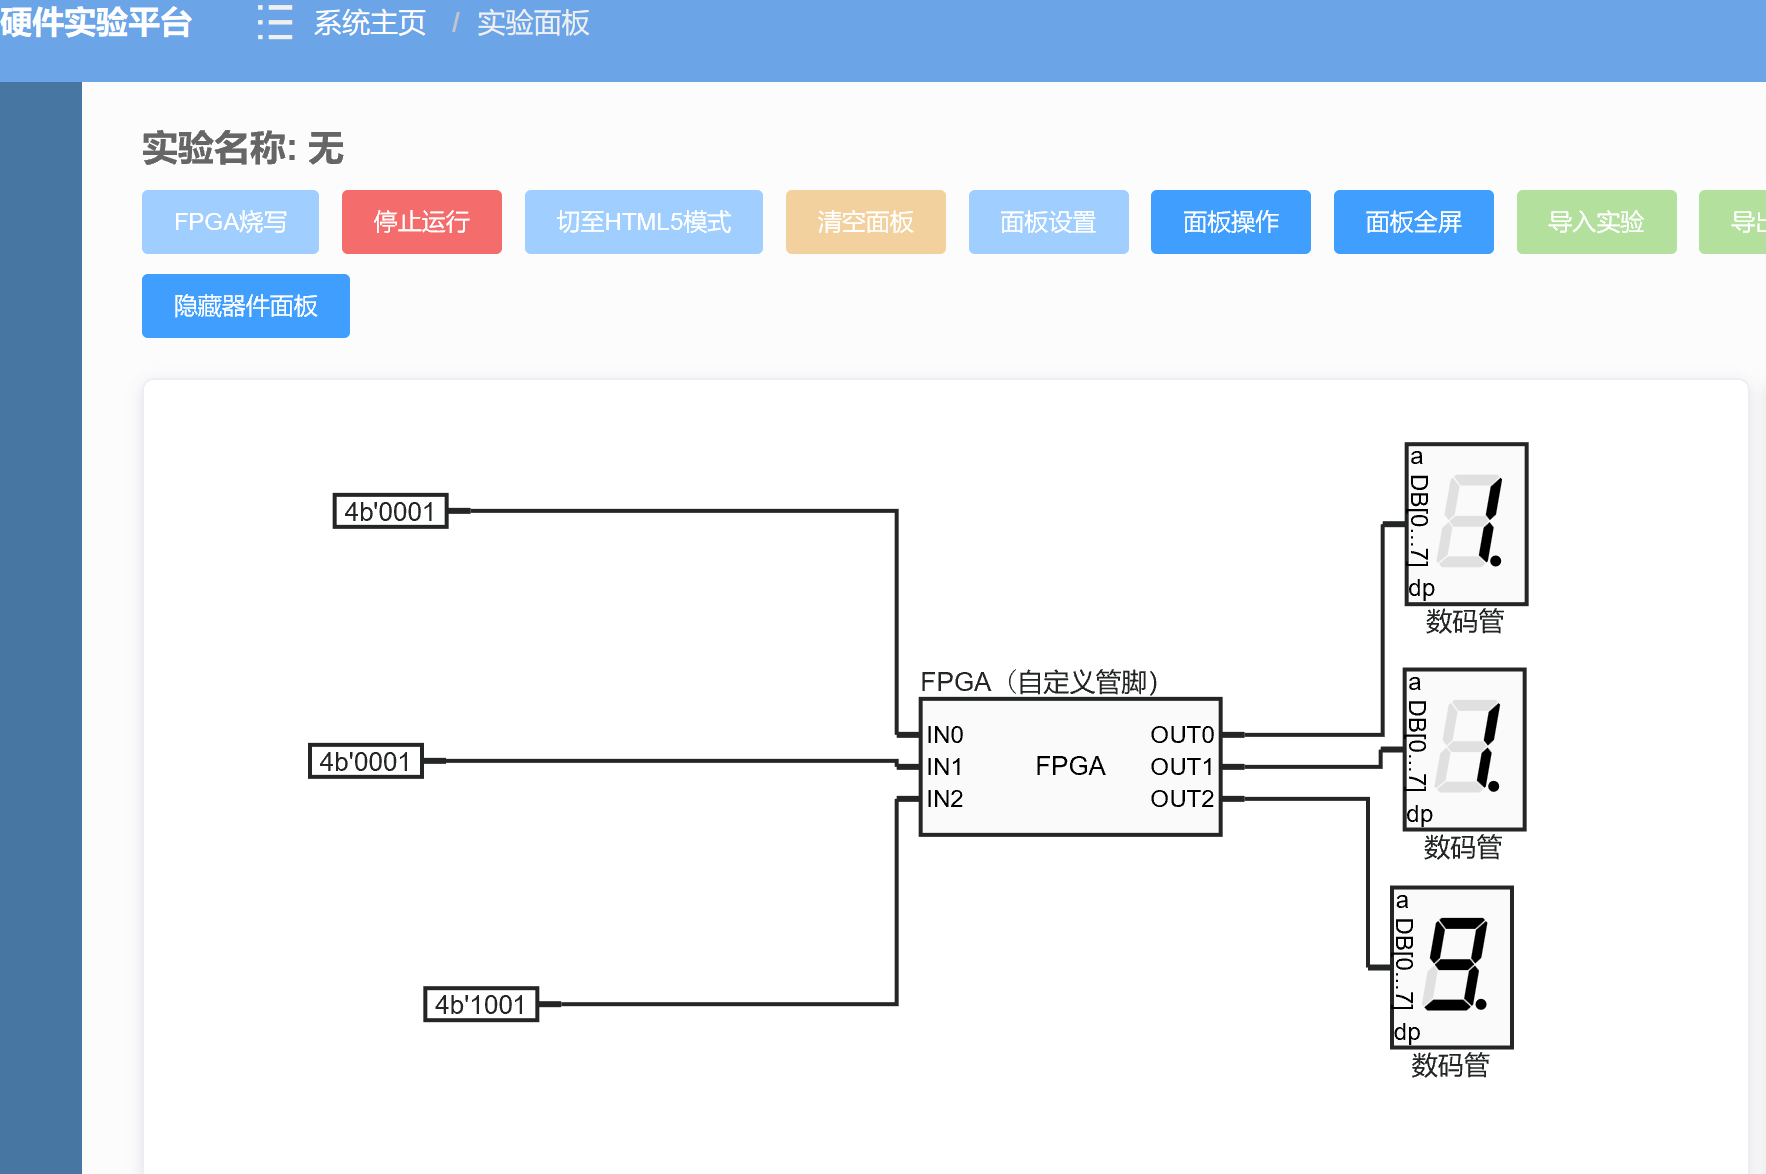 硬件实验平台 系统主页 / 实验面板
实验名称: 无
FPGA烧写 停止运行 切至HTML5模式 清空面板 面板设置 面板操作 面板全屏 导入实验 导出
隐藏器件面板
4b'0001
4b'0001
4b'1001
FPGA（自定义管脚）
IN0
IN1
IN2
FPGA
OUT0
OUT1
OUT2
a
DB[0...7]
dp
1.
数码管
a
DB[0...7]
dp
1.
数码管
a
DB[0...7]
dp
9.
数码管